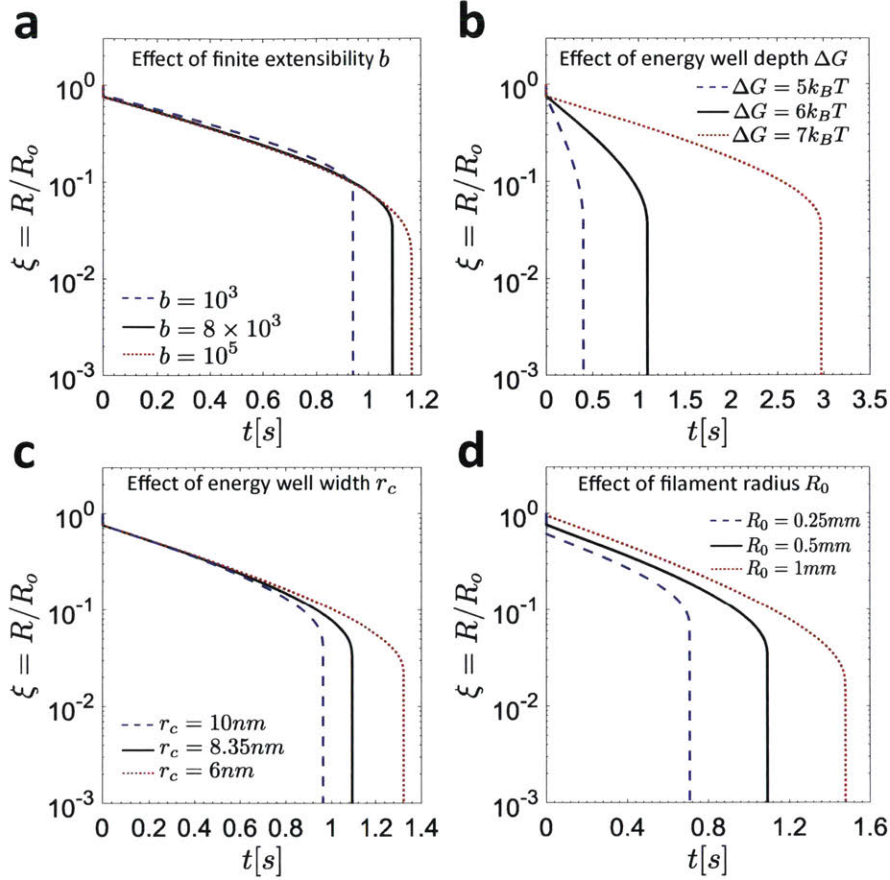 a
Effect of finite extensibility b
10^0
10^-1
10^-2
10^-3
ξ = R/R_o
b = 10^3
b = 8 × 10^3
b = 10^5
0 0.2 0.4 0.6 0.8 1 1.2
t[s]
b
Effect of energy well depth ΔG
ΔG = 5k_BT
ΔG = 6k_BT
ΔG = 7k_BT
10^0
10^-1
10^-2
10^-3
ξ = R/R_o
0 0.5 1 1.5 2 2.5 3 3.5
t[s]
c
Effect of energy well width r_c
10^0
10^-1
10^-2
10^-3
ξ = R/R_o
r_c = 10nm
r_c = 8.35nm
r_c = 6nm
0 0.2 0.4 0.6 0.8 1 1.2 1.4
t[s]
d
Effect of filament radius R_0
R_0 = 0.25mm
R_0 = 0.5mm
R_0 = 1mm
10^0
10^-1
10^-2
10^-3
ξ = R/R_o
0 0.4 0.8 1.2 1.6
t[s]